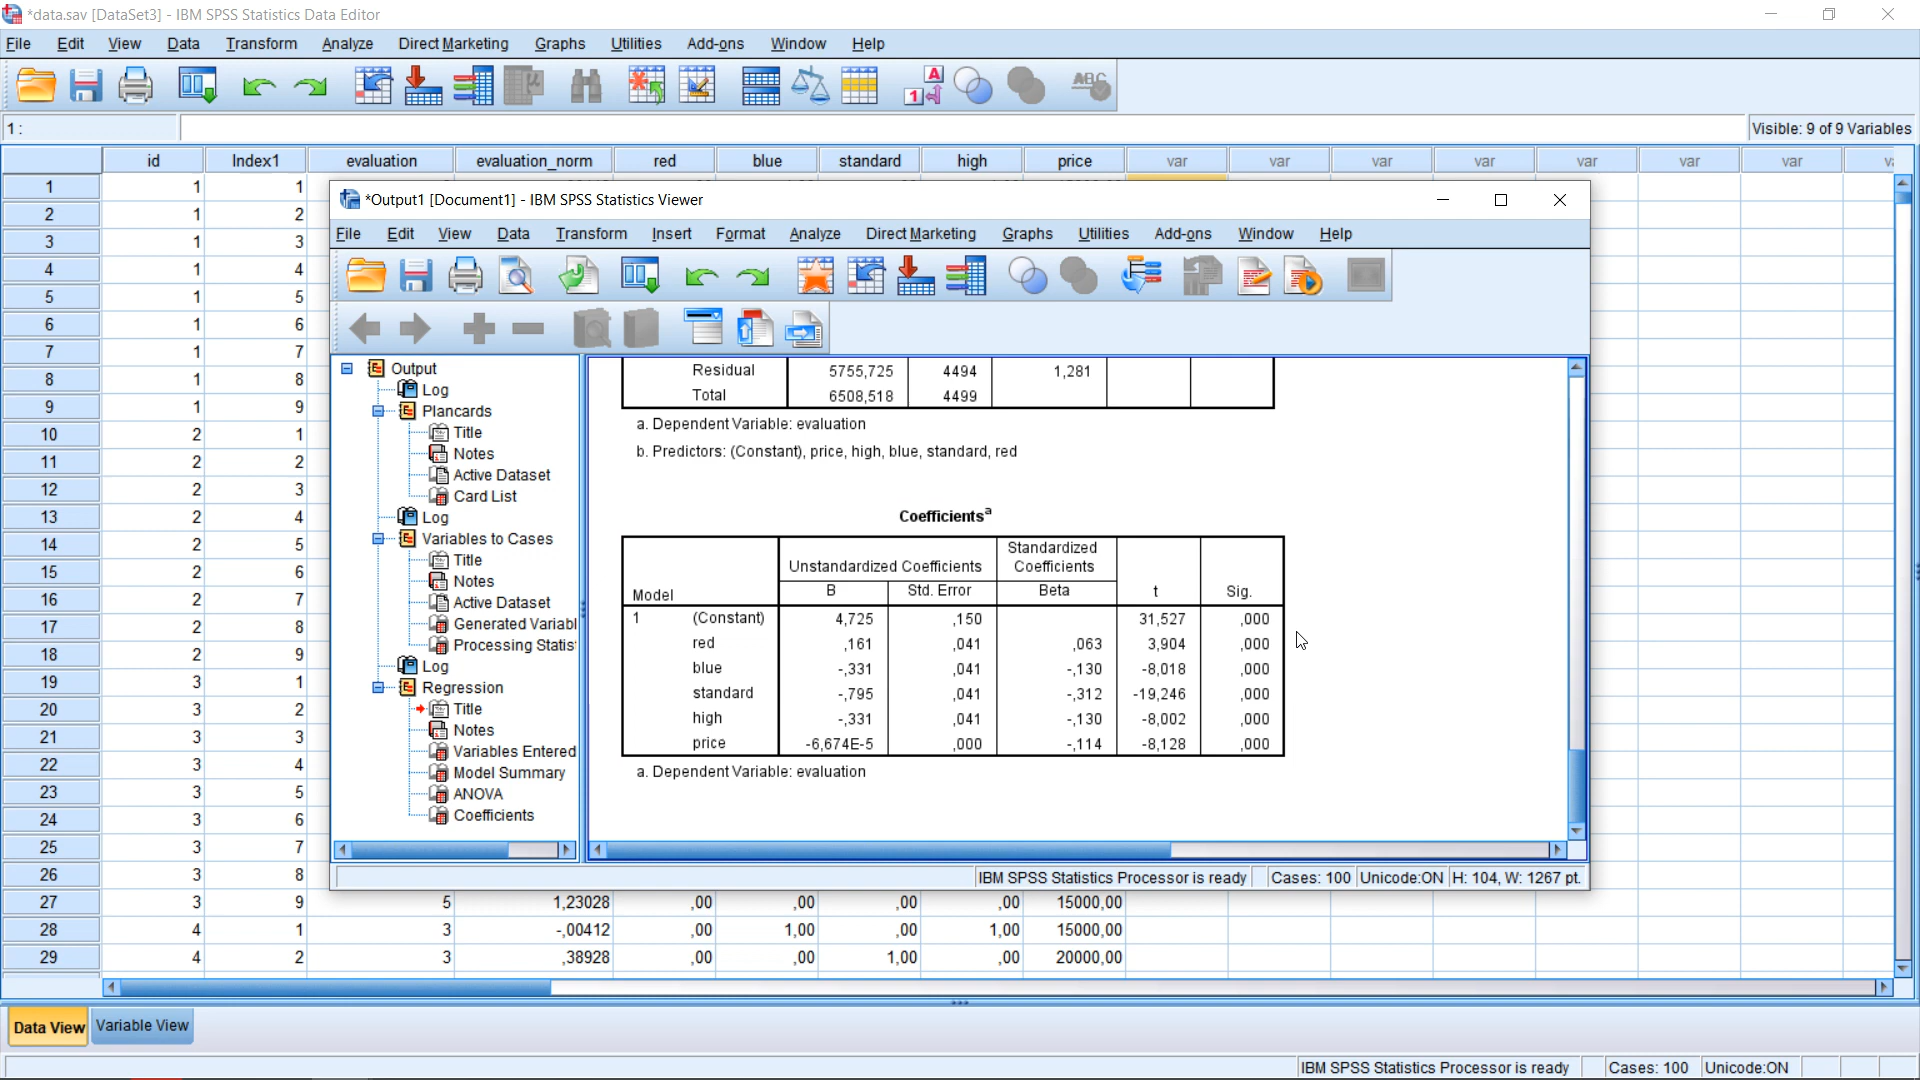 *data.sav [DataSet3] - IBM SPSS Statistics Data Editor
File Edit View Data Transform Analyze Direct Marketing Graphs Utilities Add-ons Window Help
1 A ABC
1 : Visible: 9 of 9 Variables
id Index1 evaluation evaluation_norm red blue standard high price var var var var var var var
1 1 1
2 1 2
3 1 3
4 1 4
5 1 5
6 1 6
7 1 7
8 1 8
9 1 9
10 2 1
11 2 2
12 2 3
13 2 4
14 2 5
15 2 6
16 2 7
17 2 8
18 2 9
19 3 1
20 3 2
21 3 3
22 3 4
23 3 5
24 3 6
25 3 7
26 3 8
27 3 9 5 1,23028 ,00 ,00 ,00 ,00 15000,00
28 4 1 3 -,00412 ,00 1,00 ,00 1,00 15000,00
29 4 2 3 ,38928 ,00 ,00 1,00 ,00 20000,00
*Output1 [Document1] - IBM SPSS Statistics Viewer
File Edit View Data Transform Insert Format Analyze Direct Marketing Graphs Utilities Add-ons Window Help
Output
Log
Plancards
Title
Notes
Active Dataset
Card List
Log
Variables to Cases
Title
Notes
Active Dataset
Generated Variabl
Processing Statis
Log
Regression
Title
Notes
Variables Entered
Model Summary
ANOVA
Coefficients
Residual 5755,725 4494 1,281
Total 6508,518 4499
a. Dependent Variable: evaluation
b. Predictors: (Constant), price, high, blue, standard, red
Coefficientsa
Model Unstandardized Coefficients Standardized Coefficients t Sig.
B Std. Error Beta
1 (Constant) 4,725 ,150 31,527 ,000
red ,161 ,041 ,063 3,904 ,000
blue -,331 ,041 -,130 -8,018 ,000
standard -,795 ,041 -,312 -19,246 ,000
high -,331 ,041 -,130 -8,002 ,000
price -6,674E-5 ,000 -,114 -8,128 ,000
a. Dependent Variable: evaluation
IBM SPSS Statistics Processor is ready Cases: 100 Unicode:ON H: 104, W: 1267 pt.
Data View Variable View
IBM SPSS Statistics Processor is ready Cases: 100 Unicode:ON